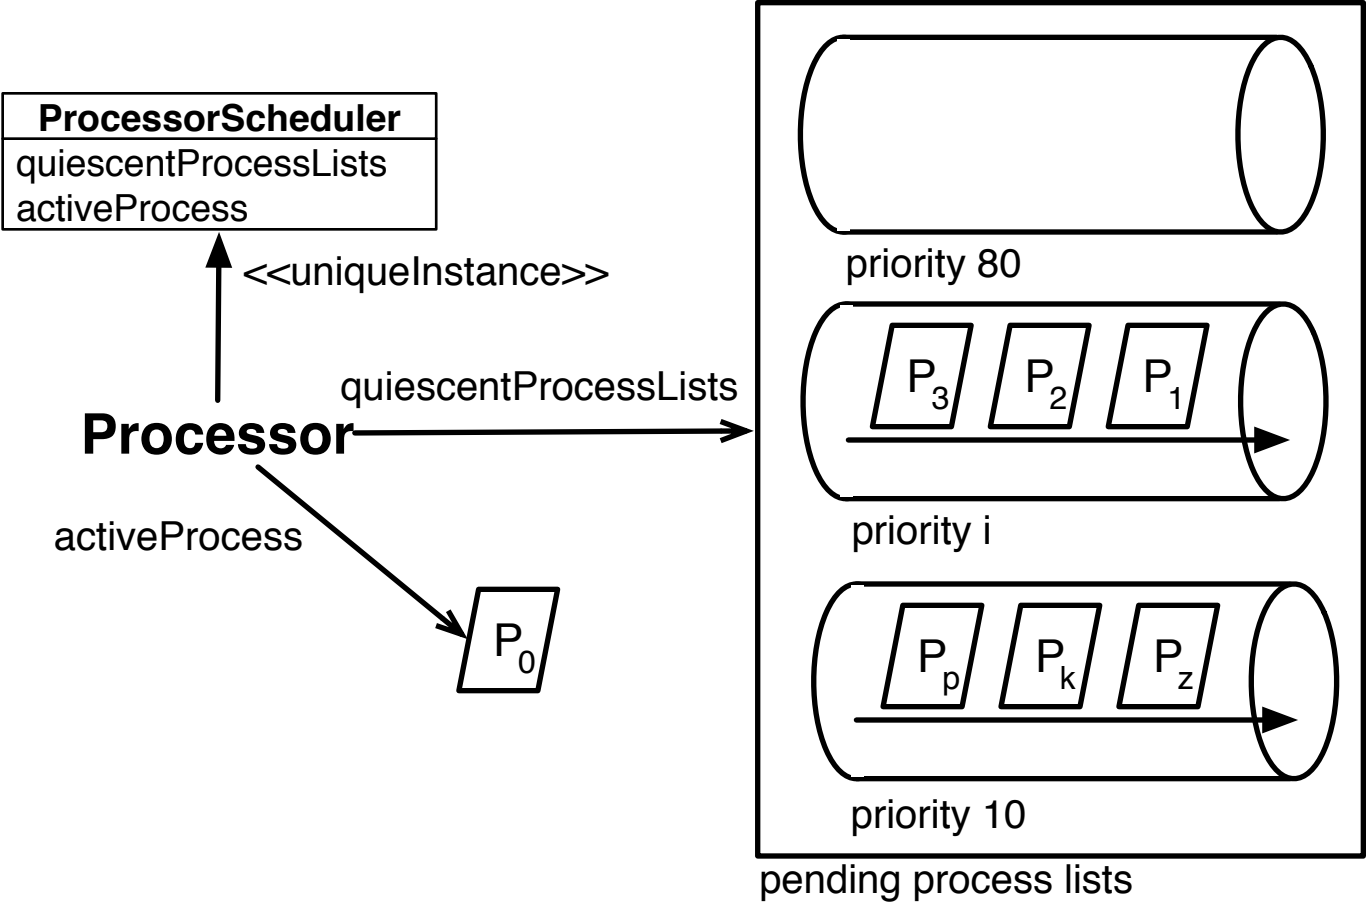 ProcessorScheduler
quiescentProcessLists
activeProcess
<<uniqueInstance>>
quiescentProcessLists
Processor
activeProcess
P0
priority 80
P3 P2 P1
priority i
Pp Pk Pz
priority 10
pending process lists